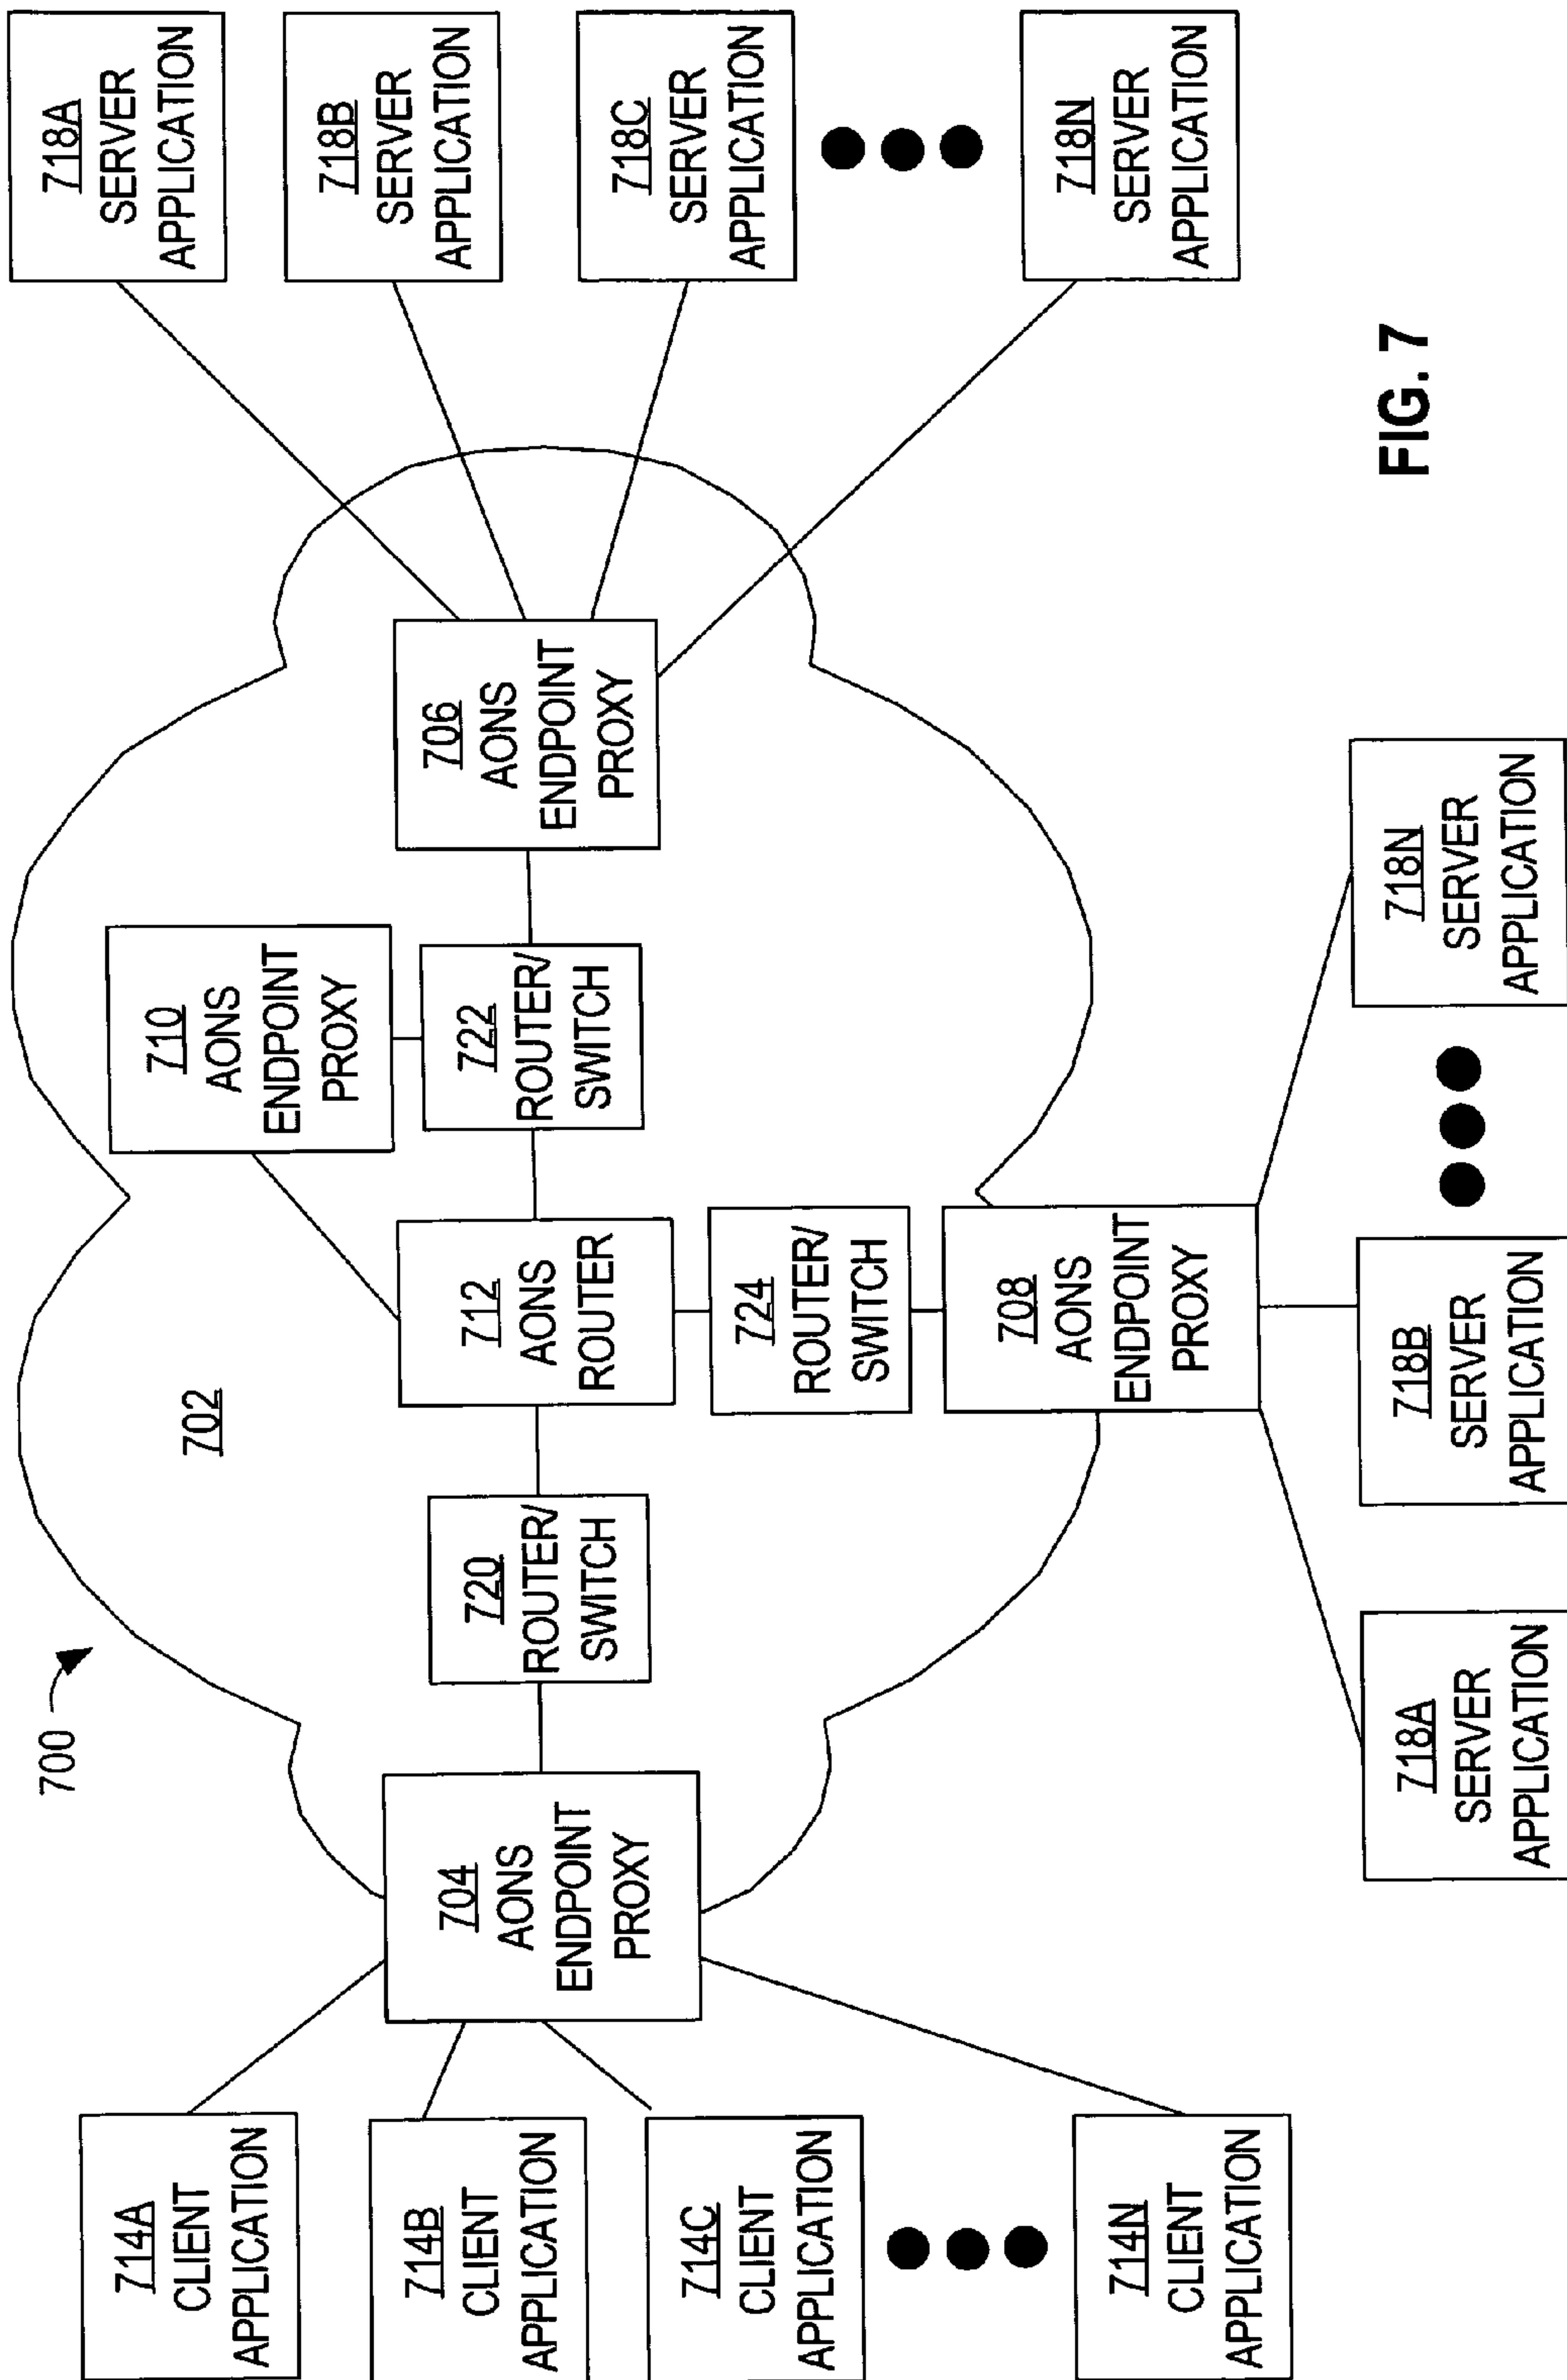 700
702
714A
CLIENT
APPLICATION
714B
CLIENT
APPLICATION
714C
CLIENT
APPLICATION
714N
CLIENT
APPLICATION
704
AONS
ENDPOINT
PROXY
720
ROUTER/
SWITCH
712
AONS
ROUTER
710
AONS
ENDPOINT
PROXY
722
ROUTER/
SWITCH
706
AONS
ENDPOINT
PROXY
724
ROUTER/
SWITCH
708
AONS
ENDPOINT
PROXY
718A
SERVER
APPLICATION
718B
SERVER
APPLICATION
718C
SERVER
APPLICATION
718N
SERVER
APPLICATION
718A
SERVER
APPLICATION
718B
SERVER
APPLICATION
718N
SERVER
APPLICATION
FIG. 7